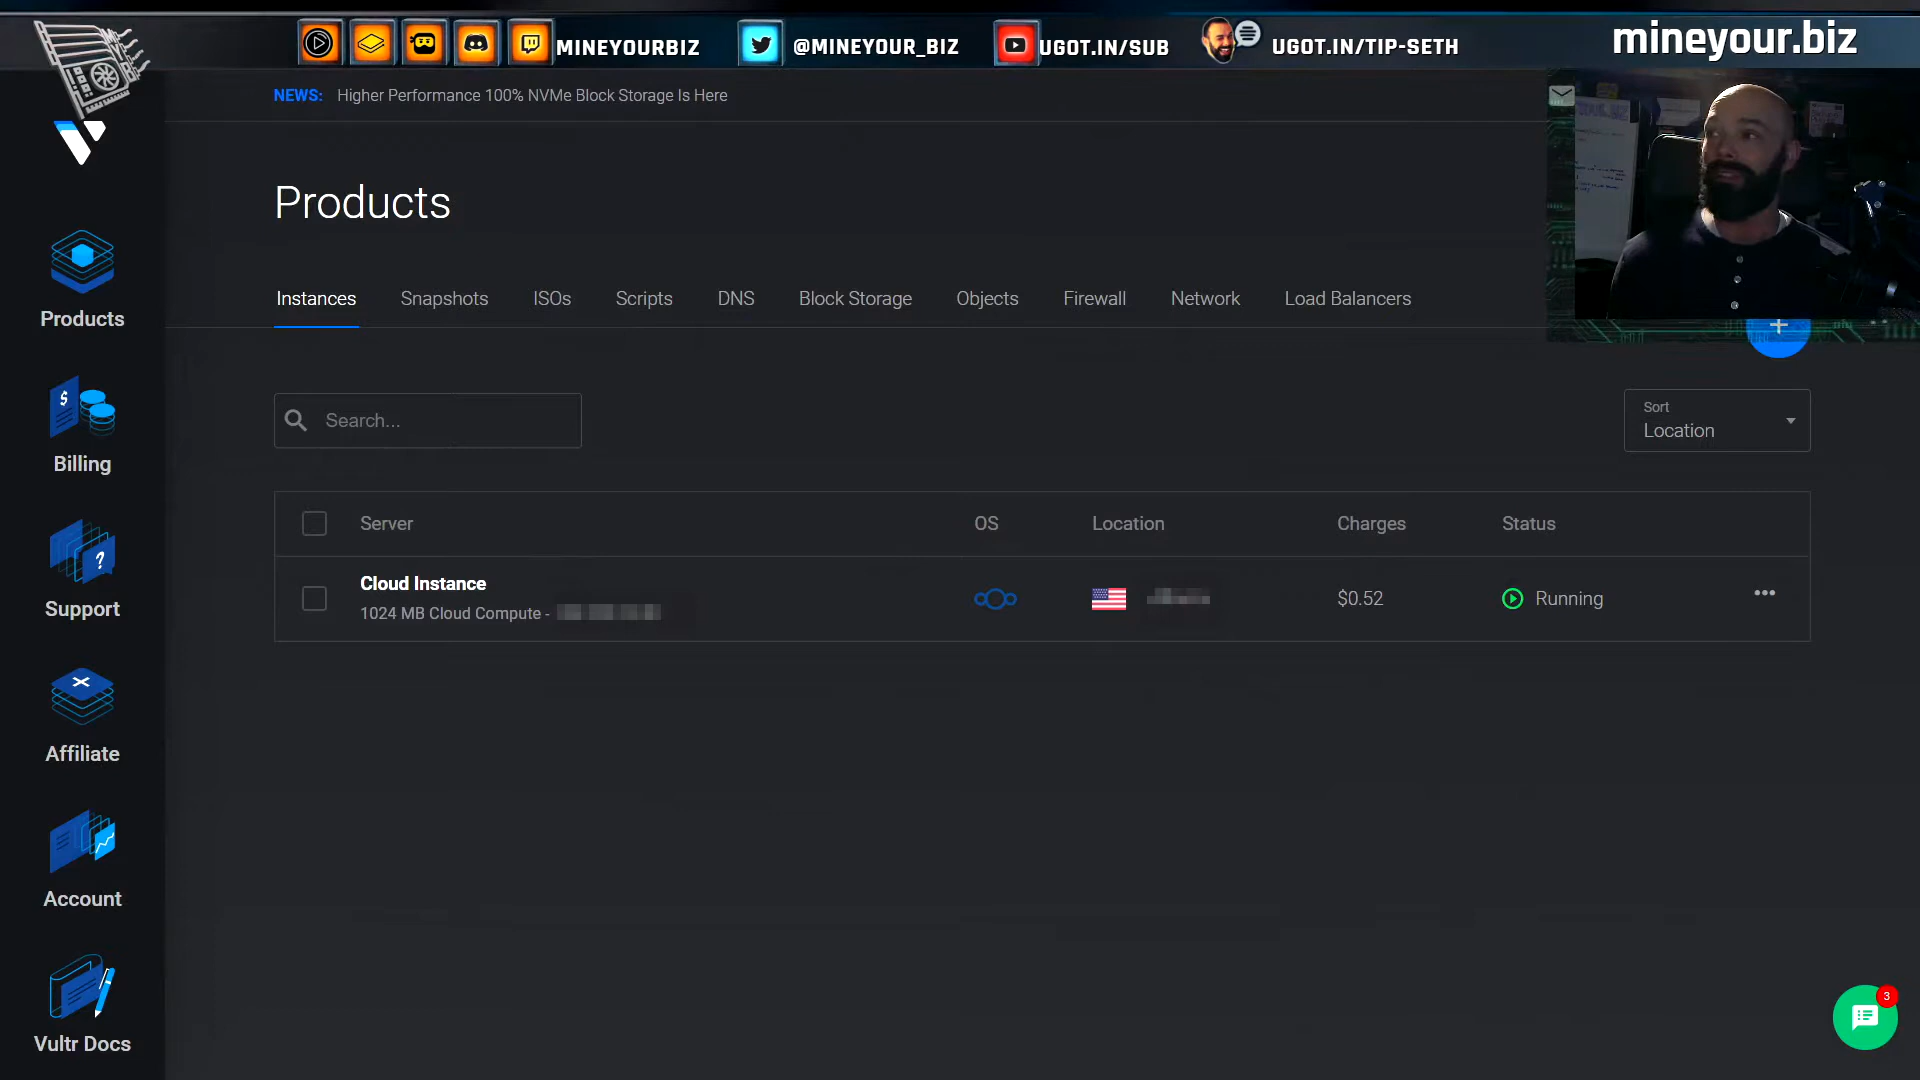 MINEYOURBIZ
@MINEYOUR_BIZ
UGOT.IN/SUB
UGOT.IN/TIP-SETH
mineyour.biz
NEWS: Higher Performance 100% NVMe Block Storage Is Here
Products
Instances
Snapshots
ISOs
Scripts
DNS
Block Storage
Objects
Firewall
Network
Load Balancers
Products
Billing
Support
Affiliate
Account
Vultr Docs
Search...
Sort
Location
Server
OS
Location
Charges
Status
Cloud Instance
1024 MB Cloud Compute -
$0.52
Running
3